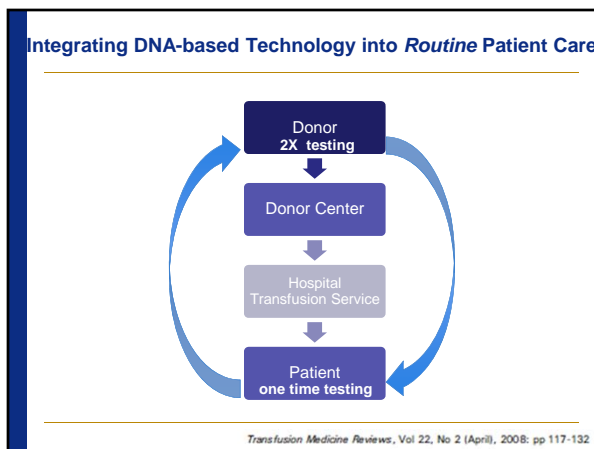 Integrating DNA-based Technology into Routine Patient Care
Donor
2X testing
Donor Center
Hospital
Transfusion Service
Patient
one time testing
Transfusion Medicine Reviews, Vol 22, No 2 (April), 2008: pp 117-132